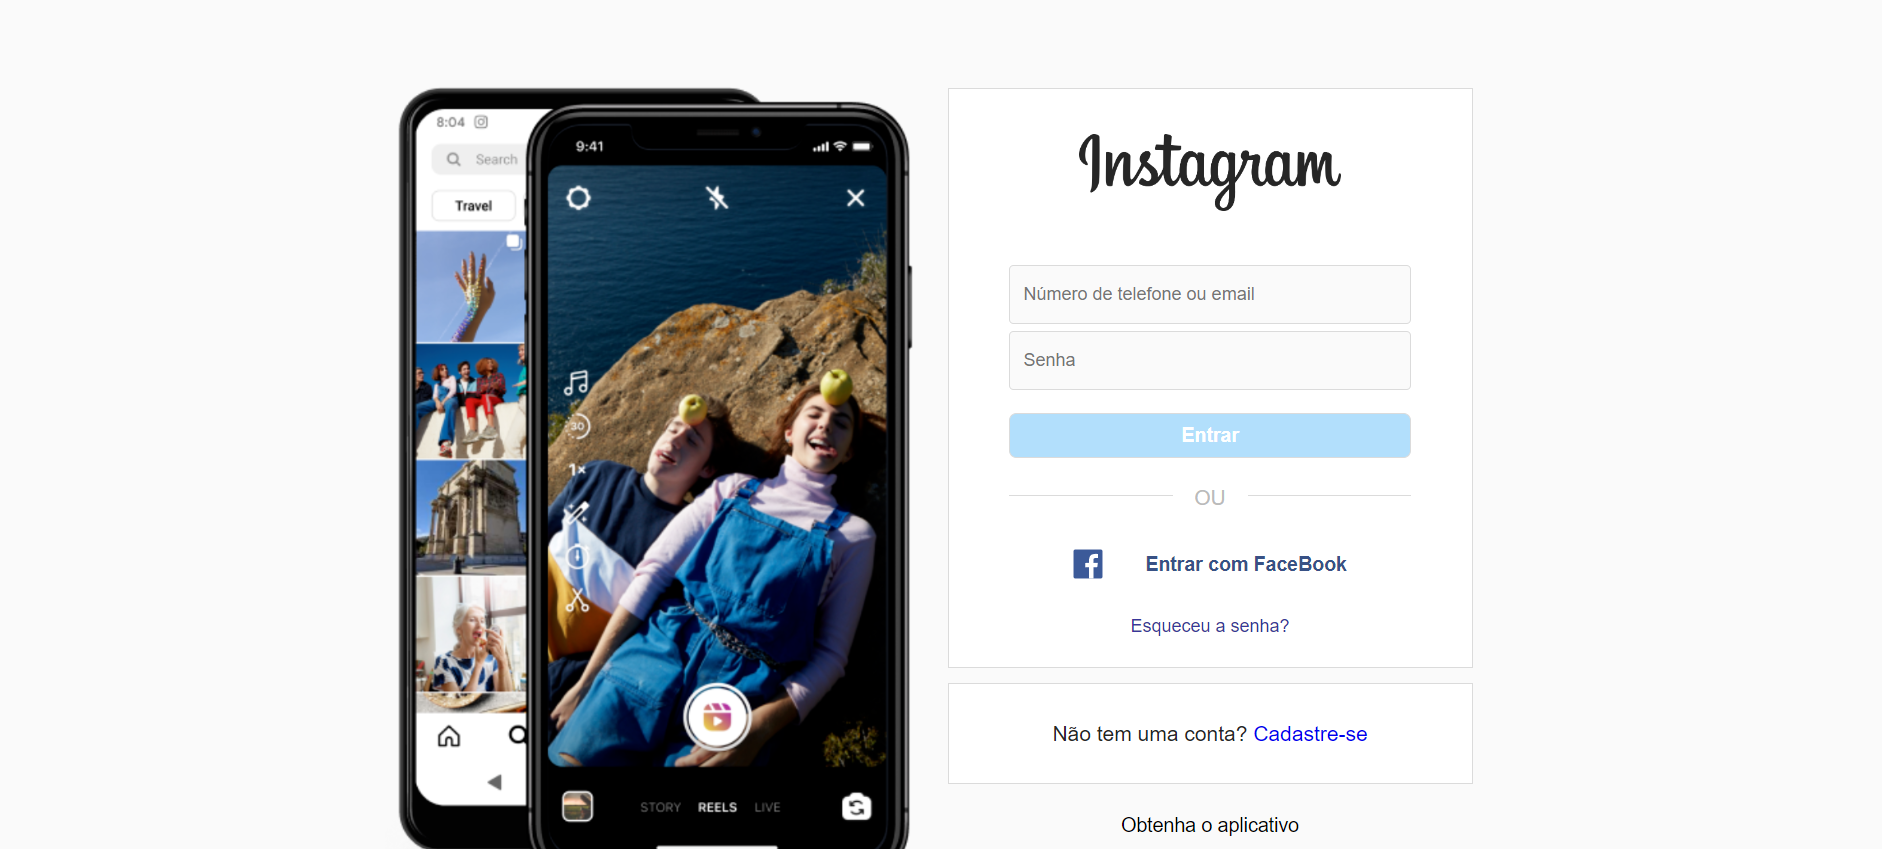 8:04
Search
Travel
9:41
30
1×
STORY REELS LIVE
Instagram
Número de telefone ou email
Senha
Entrar
OU
Entrar com FaceBook
Esqueceu a senha?
Não tem uma conta? Cadastre-se
Obtenha o aplicativo